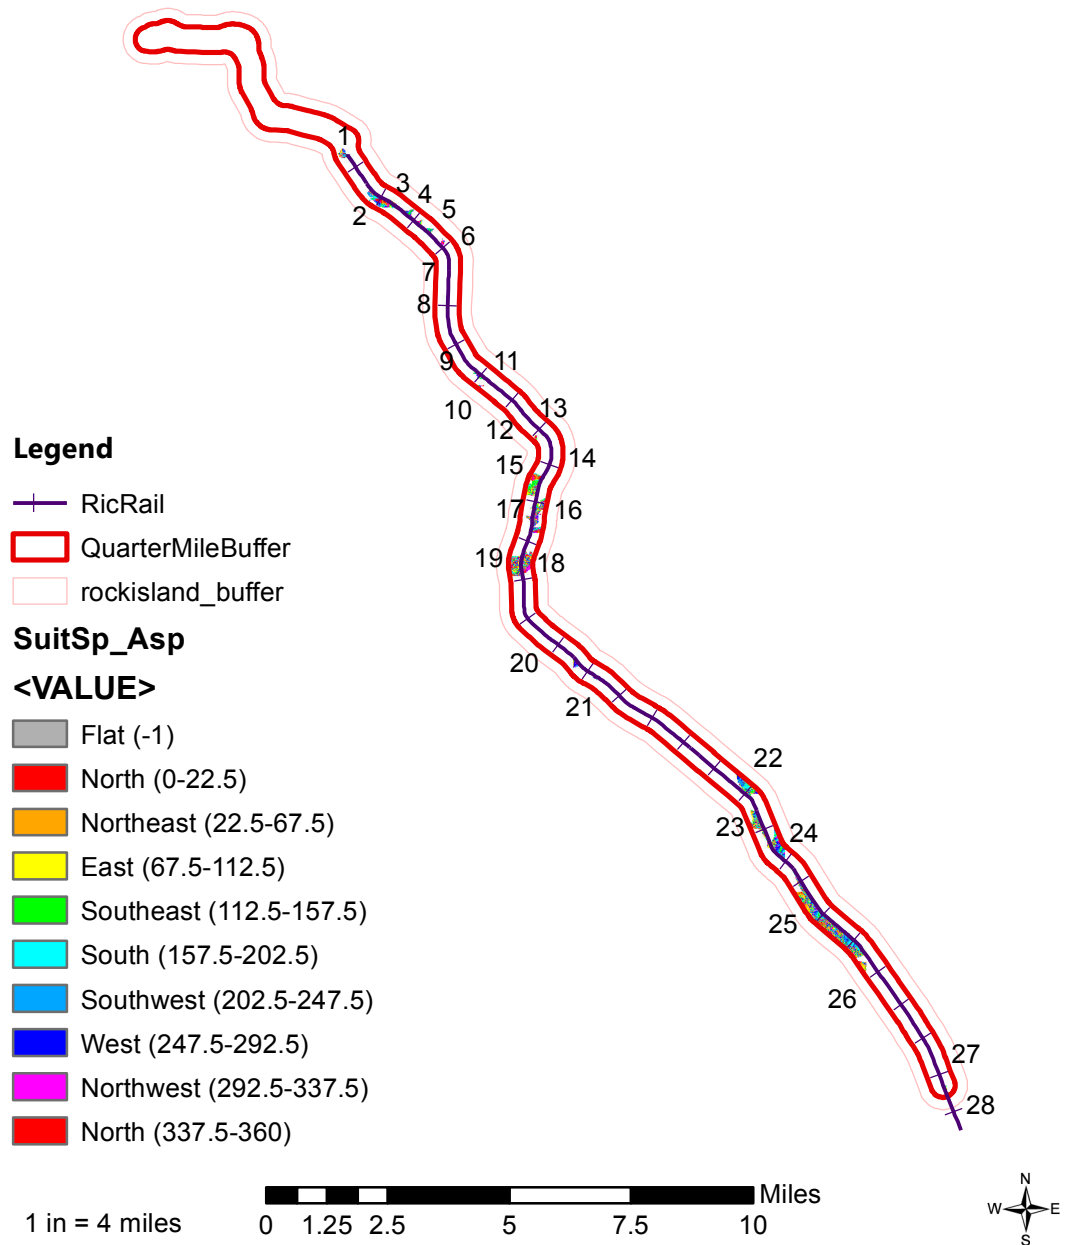 1
3
4
2
5
6
7
8
9
11
10
13
12
14
15
17
16
19
18
20
21
22
23
24
25
26
27
28
Legend
RicRail
QuarterMileBuffer
rockisland_buffer
SuitSp_Asp
<VALUE>
Flat (-1)
North (0-22.5)
Northeast (22.5-67.5)
East (67.5-112.5)
Southeast (112.5-157.5)
South (157.5-202.5)
Southwest (202.5-247.5)
West (247.5-292.5)
Northwest (292.5-337.5)
North (337.5-360)
1 in = 4 miles
Miles
0 1.25 2.5 5 7.5 10
N
W E
S